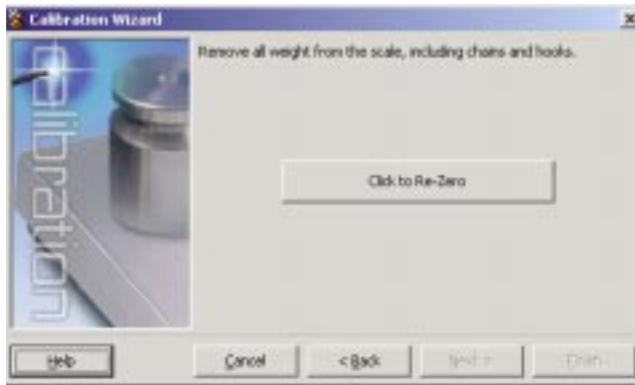 Calibration Wizard
Remove all weight from the scale, including chains and hooks.
calibration
Click to Re-Zero
Help
Cancel
< Back
Next >
Finish